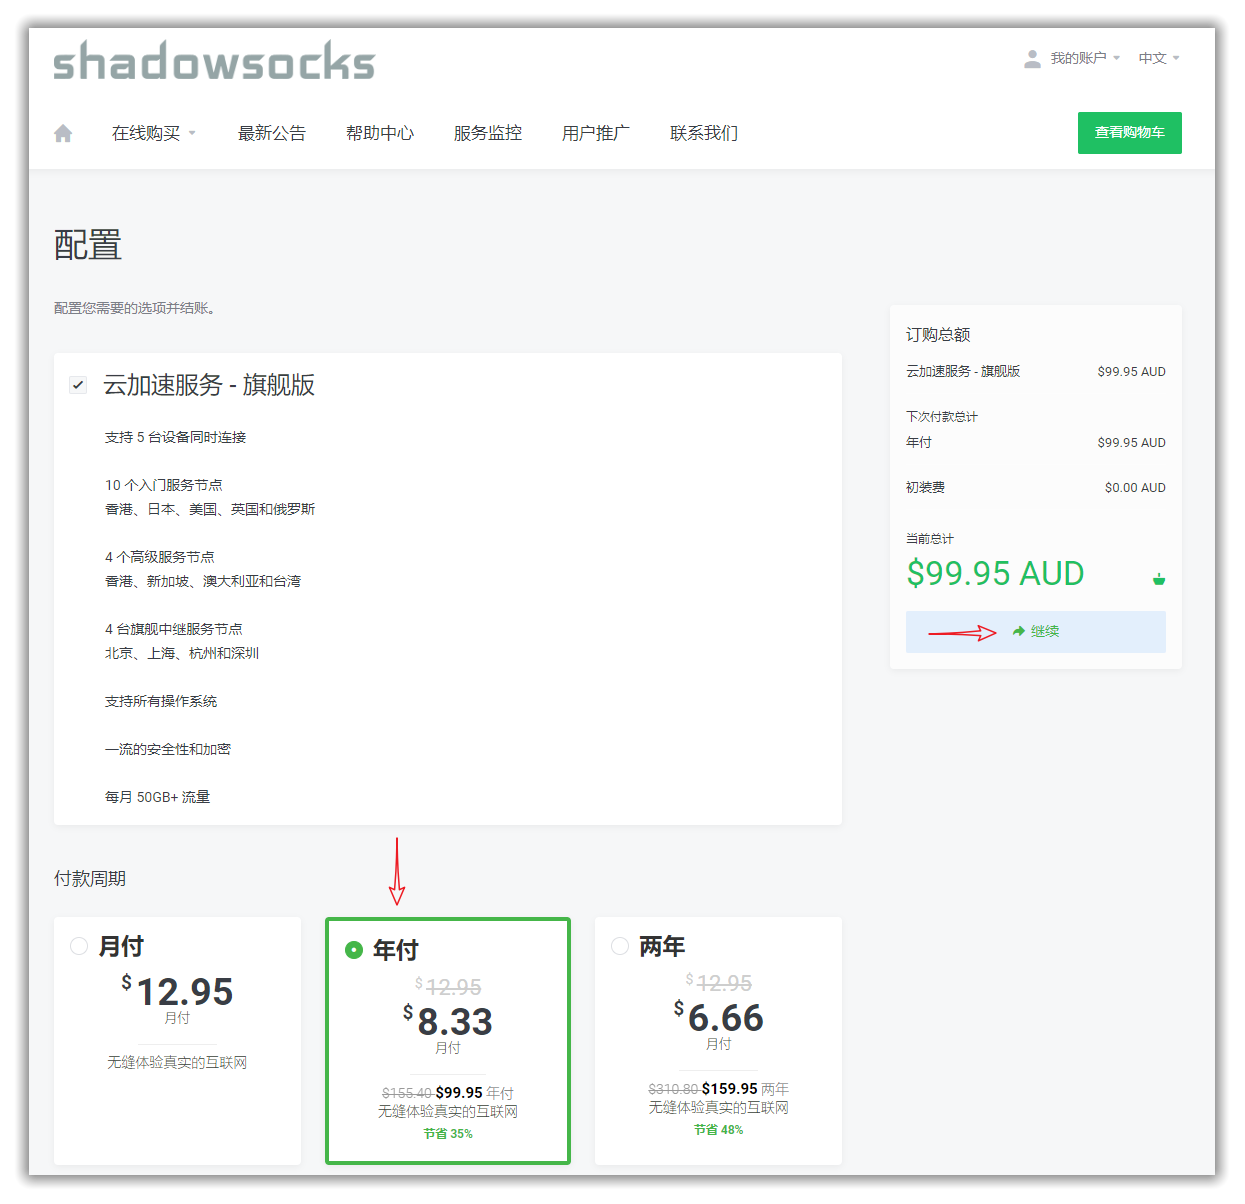 shadowsocks
我的账户
中文
在线购买
最新公告
帮助中心
服务监控
用户推广
联系我们
查看购物车
配置
配置您需要的选项并结账。
云加速服务 - 旗舰版
支持 5 台设备同时连接
10 个入门服务节点
香港、日本、美国、英国和俄罗斯
4 个高级服务节点
香港、新加坡、澳大利亚和台湾
4 台旗舰中继服务节点
北京、上海、杭州和深圳
支持所有操作系统
一流的安全性和加密
每月 50GB+ 流量
订购总额
云加速服务 - 旗舰版 $99.95 AUD
下次付款总计
年付 $99.95 AUD
初装费 $0.00 AUD
当前总计
$99.95 AUD
继续
付款周期
月付
$12.95
月付
无缝体验真实的互联网
年付
$12.95
$8.33
月付
$155.40 $99.95 年付
无缝体验真实的互联网
节省 35%
两年
$12.95
$6.66
月付
$310.80 $159.95 两年
无缝体验真实的互联网
节省 48%